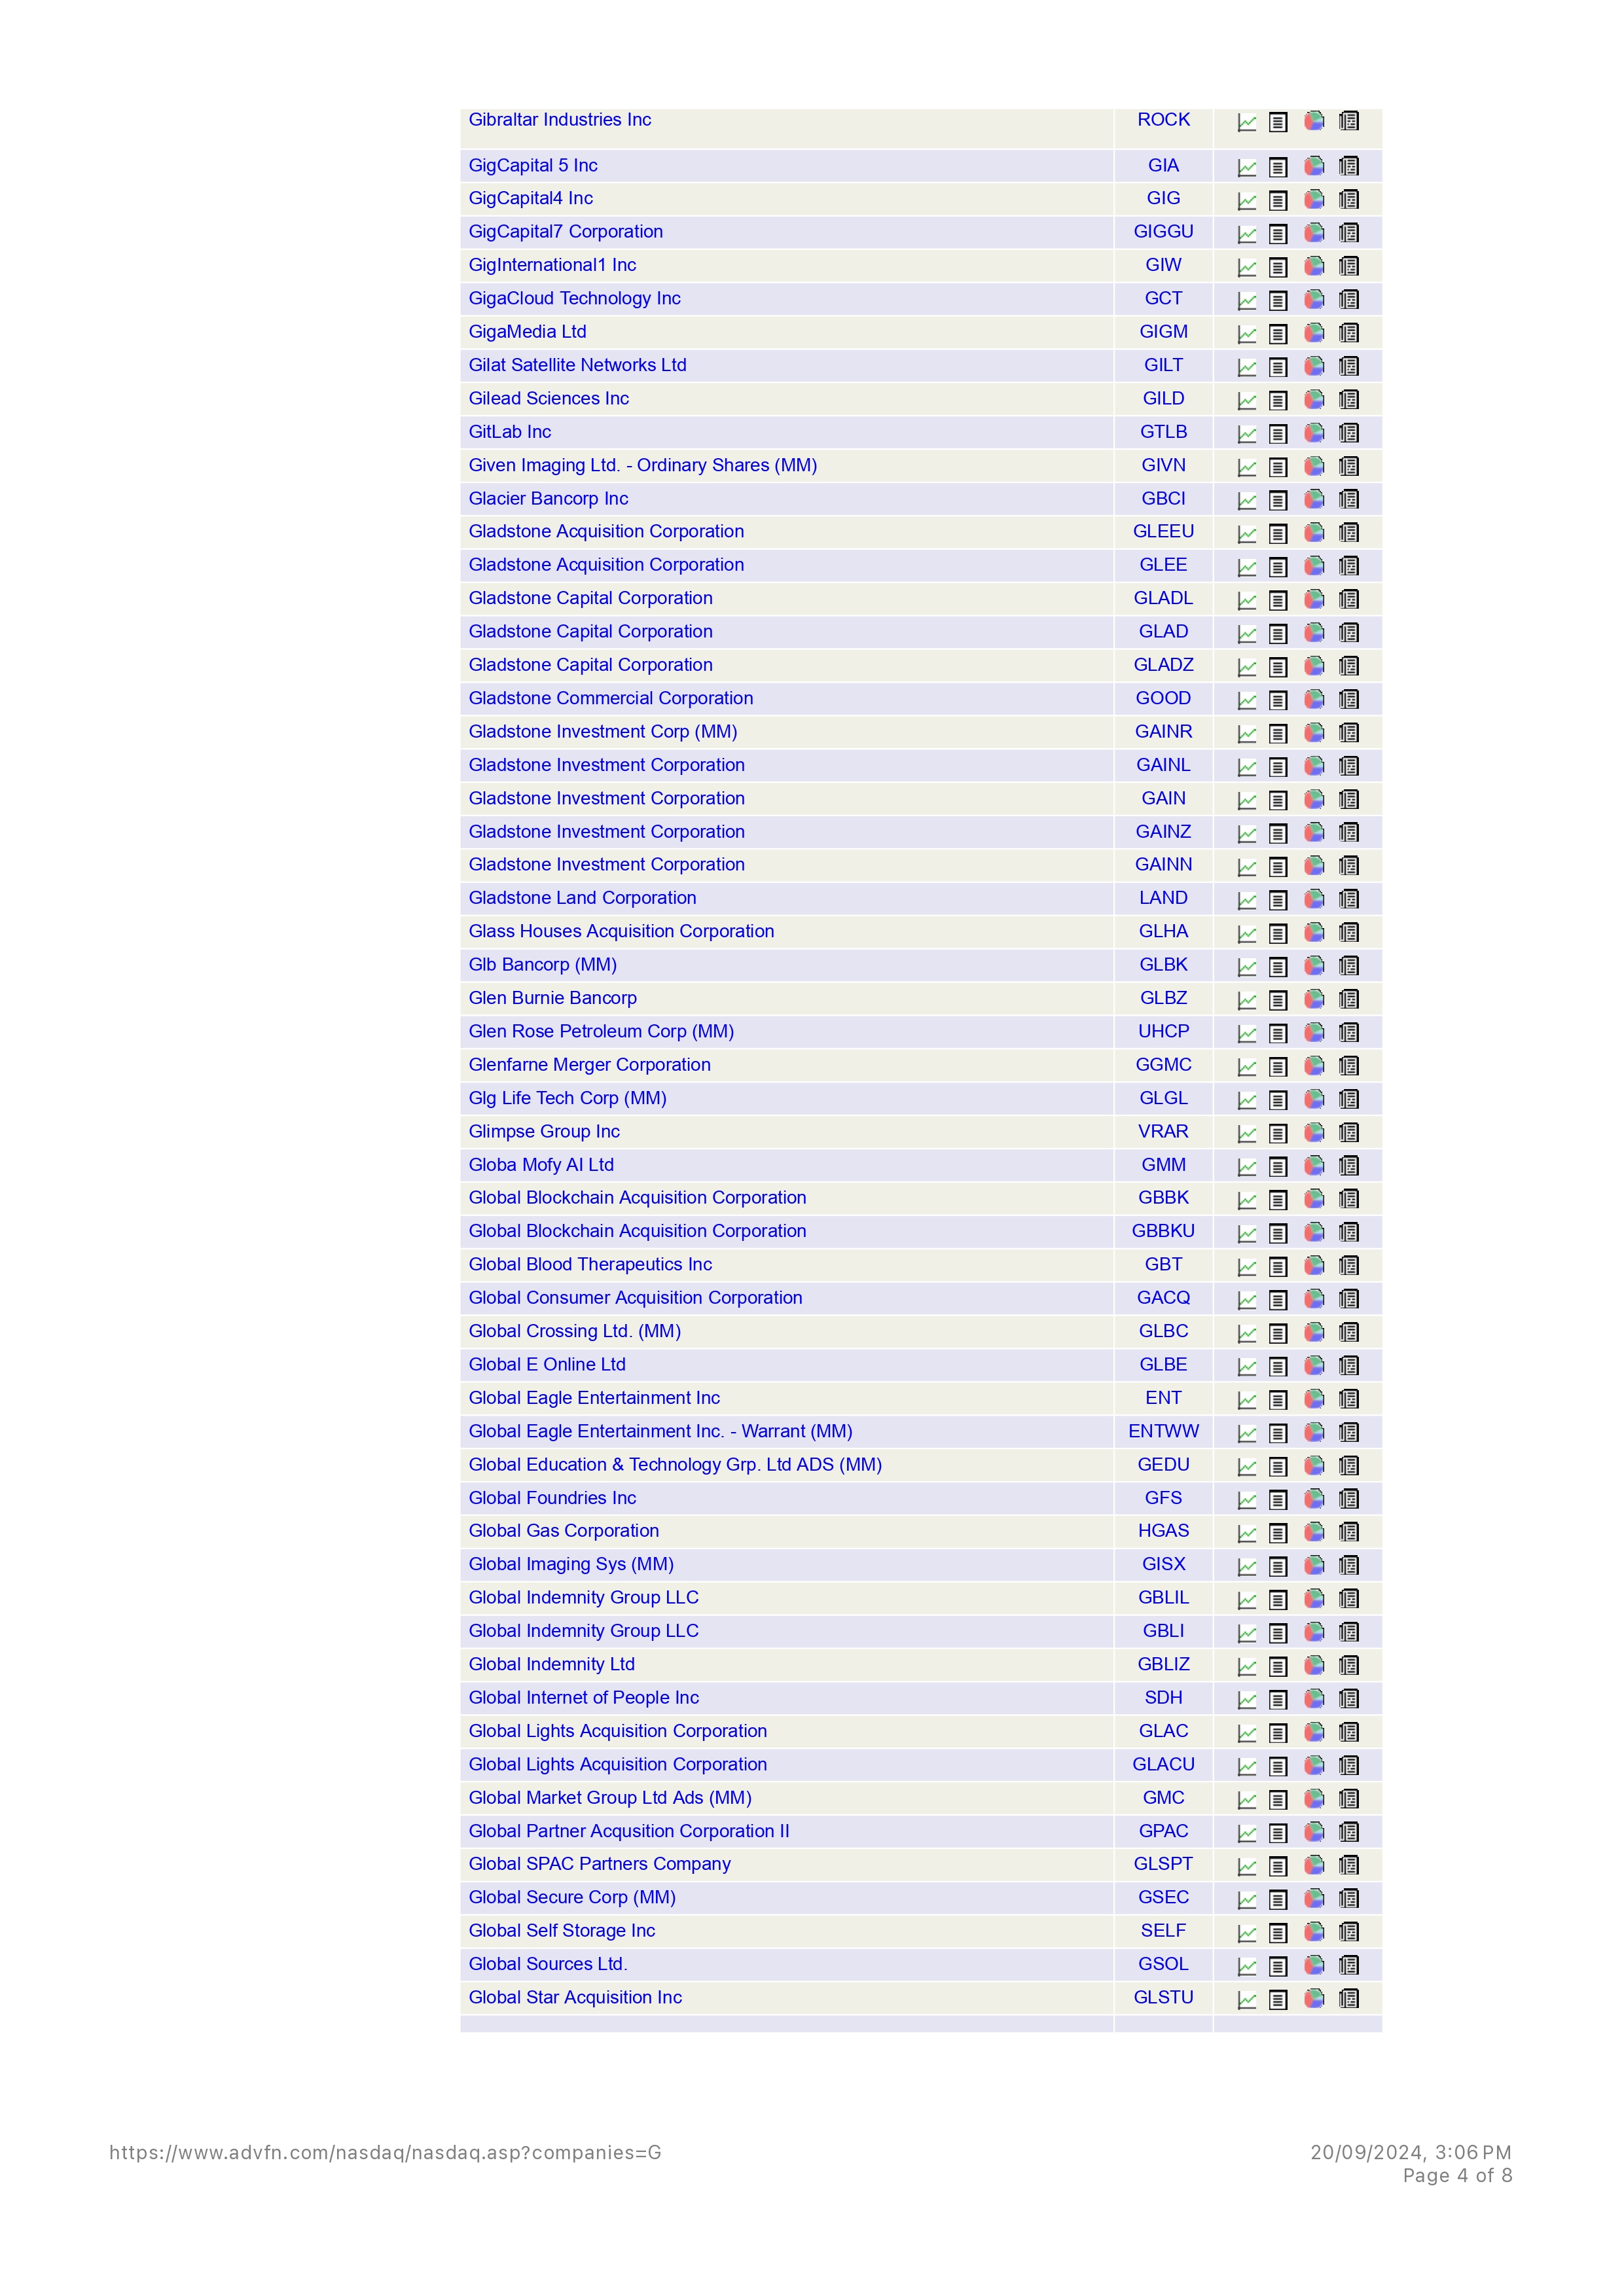 Gibraltar Industries Inc ROCK
GigCapital 5 Inc GIA
GigCapital4 Inc GIG
GigCapital7 Corporation GIGGU
GigInternational1 Inc GIW
GigaCloud Technology Inc GCT
GigaMedia Ltd GIGM
Gilat Satellite Networks Ltd GILT
Gilead Sciences Inc GILD
GitLab Inc GTLB
Given Imaging Ltd. - Ordinary Shares (MM) GIVN
Glacier Bancorp Inc GBCI
Gladstone Acquisition Corporation GLEEU
Gladstone Acquisition Corporation GLEE
Gladstone Capital Corporation GLADL
Gladstone Capital Corporation GLAD
Gladstone Capital Corporation GLADZ
Gladstone Commercial Corporation GOOD
Gladstone Investment Corp (MM) GAINR
Gladstone Investment Corporation GAINL
Gladstone Investment Corporation GAIN
Gladstone Investment Corporation GAINZ
Gladstone Investment Corporation GAINN
Gladstone Land Corporation LAND
Glass Houses Acquisition Corporation GLHA
Glb Bancorp (MM) GLBK
Glen Burnie Bancorp GLBZ
Glen Rose Petroleum Corp (MM) UHCP
Glenfarne Merger Corporation GGMC
Glg Life Tech Corp (MM) GLGL
Glimpse Group Inc VRAR
Globa Mofy AI Ltd GMM
Global Blockchain Acquisition Corporation GBBK
Global Blockchain Acquisition Corporation GBBKU
Global Blood Therapeutics Inc GBT
Global Consumer Acquisition Corporation GACQ
Global Crossing Ltd. (MM) GLBC
Global E Online Ltd GLBE
Global Eagle Entertainment Inc ENT
Global Eagle Entertainment Inc. - Warrant (MM) ENTWW
Global Education & Technology Grp. Ltd ADS (MM) GEDU
Global Foundries Inc GFS
Global Gas Corporation HGAS
Global Imaging Sys (MM) GISX
Global Indemnity Group LLC GBLIL
Global Indemnity Group LLC GBLI
Global Indemnity Ltd GBLIZ
Global Internet of People Inc SDH
Global Lights Acquisition Corporation GLAC
Global Lights Acquisition Corporation GLACU
Global Market Group Ltd Ads (MM) GMC
Global Partner Acqusition Corporation II GPAC
Global SPAC Partners Company GLSPT
Global Secure Corp (MM) GSEC
Global Self Storage Inc SELF
Global Sources Ltd. GSOL
Global Star Acquisition Inc GLSTU
https://www.advfn.com/nasdaq/nasdaq.asp?companies=G 20/09/2024, 3:06 PM
Page 4 of 8